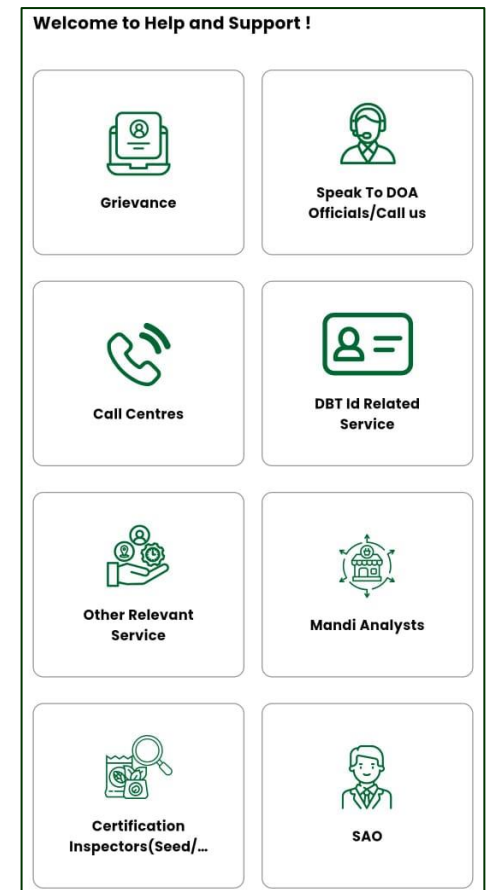 Welcome to Help and Support !
Grievance
Speak To DOA
Officials/Call us
Call Centres
DBT Id Related
Service
Other Relevant
Service
Mandi Analysts
Certification
Inspectors(Seed/...
SAO